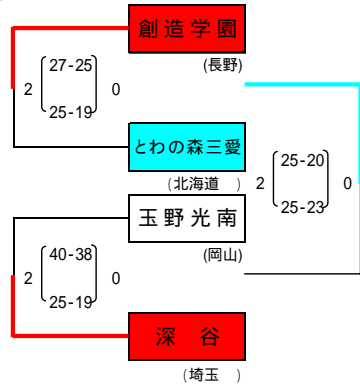 創造学園
(長野)
27-25
2 0
25-19
とわの森三愛
(北海道 )
25-20
2 0
25-23
玉野光南
(岡山)
40-38
2 0
25-19
深 谷
(埼玉 )